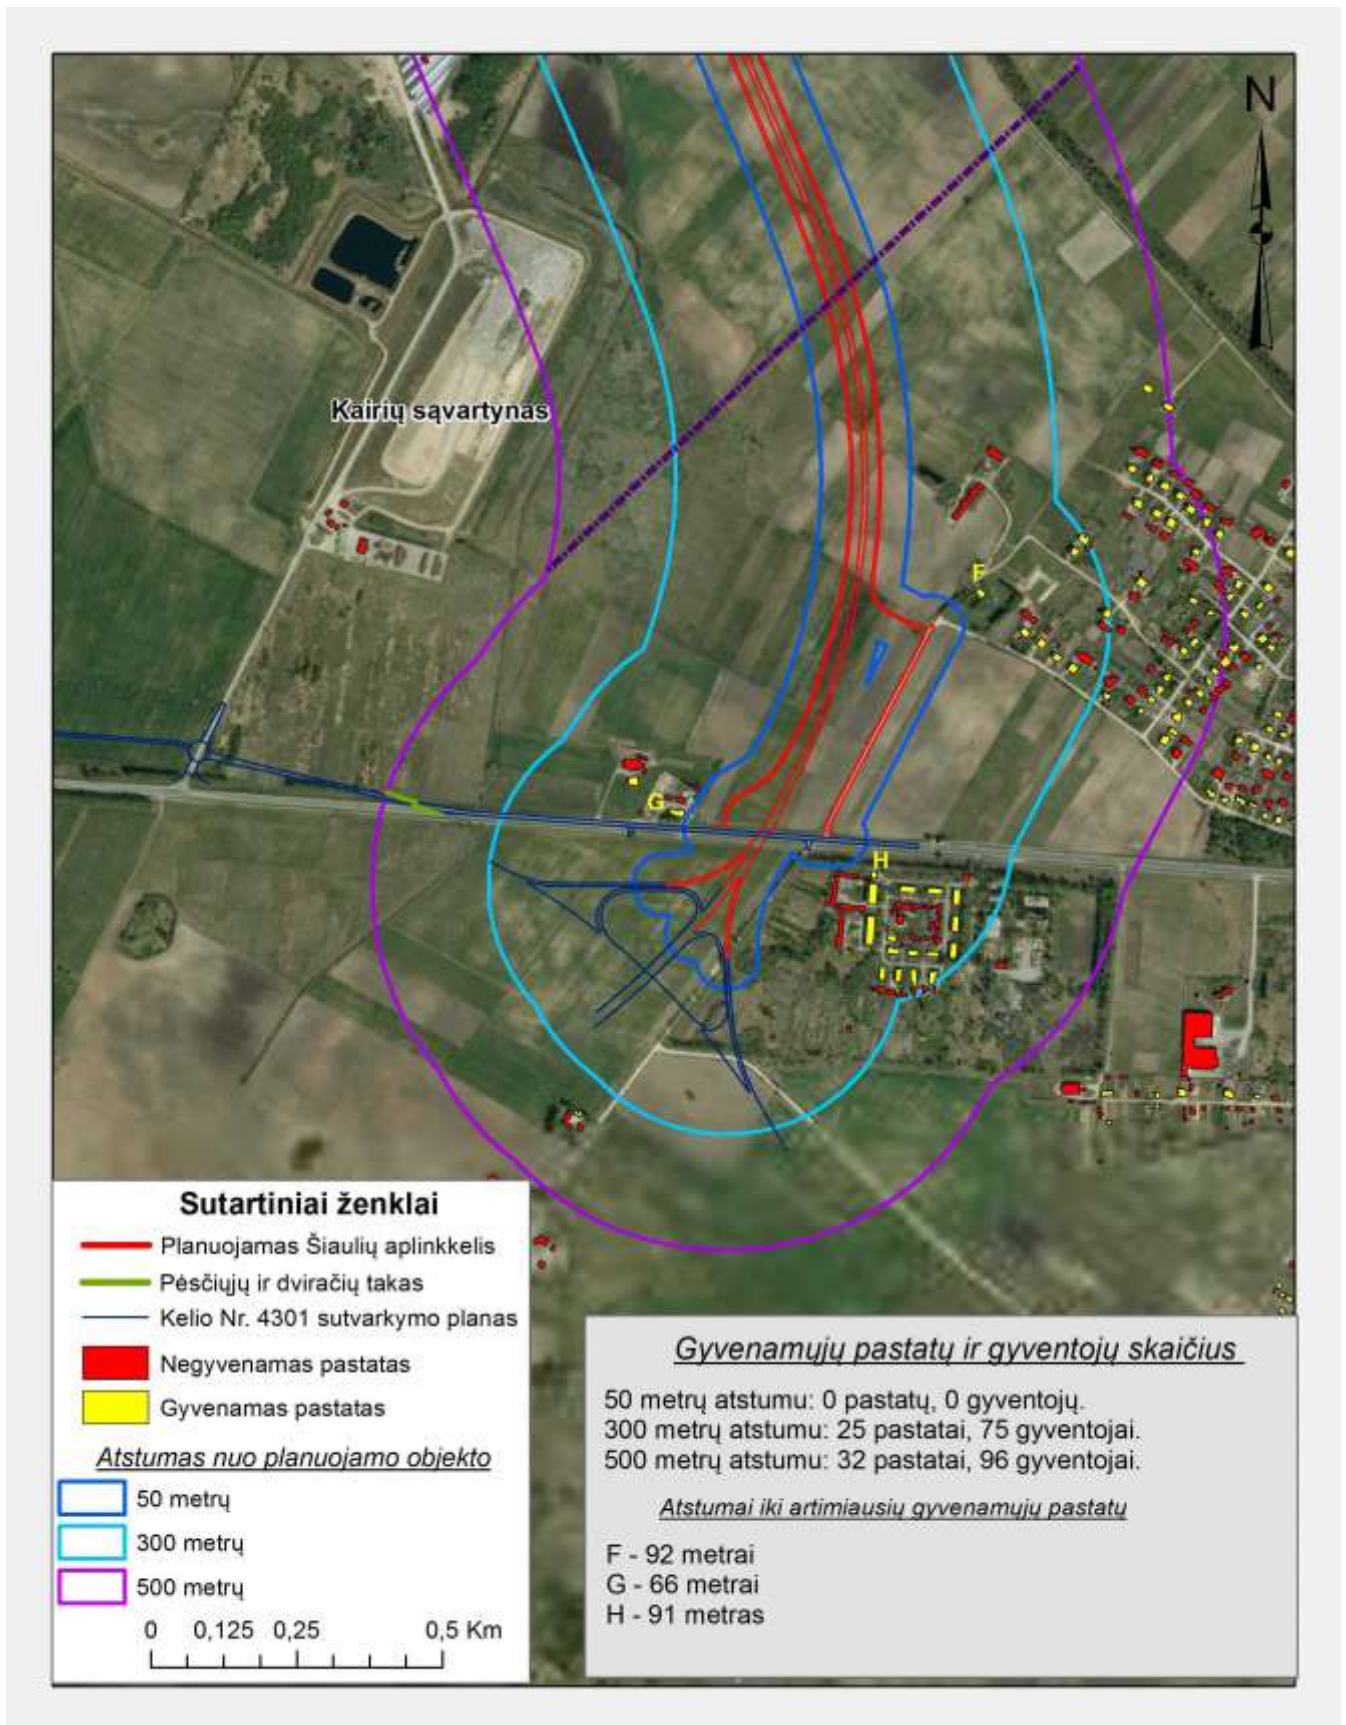 N
Kairių sąvartynas
F
G
H
Sutartiniai ženklai
Planuojamas Šiaulių aplinkkelis
Pėsčiųjų ir dviračių takas
Kelio Nr. 4301 sutvarkymo planas
Negyvenamas pastatas
Gyvenamas pastatas
Atstumas nuo planuojamo objekto
50 metrų
300 metrų
500 metrų
0 0,125 0,25 0,5 Km
Gyvenamųjų pastatų ir gyventojų skaičius
50 metrų atstumu: 0 pastatų, 0 gyventojų.
300 metrų atstumu: 25 pastatai, 75 gyventojai.
500 metrų atstumu: 32 pastatai, 96 gyventojai.
Atstumai iki artimiausių gyvenamųjų pastatų
F - 92 metrai
G - 66 metrai
H - 91 metras